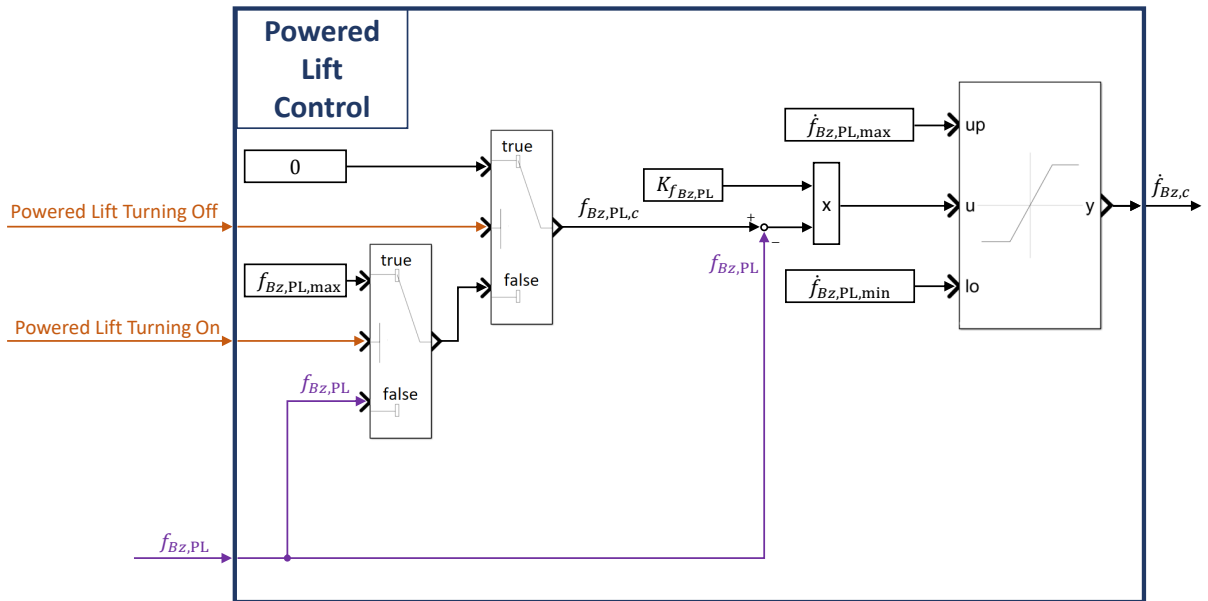 Powered
Lift
Control
0
true
false
Powered Lift Turning Off
f_{Bz,PL,max}
true
false
Powered Lift Turning On
f_{Bz,PL}
f_{Bz,PL}
f_{Bz,PL,c}
K_{f_{Bz,PL}}
+
−
f_{Bz,PL}
x
ḟ_{Bz,PL,max}
ḟ_{Bz,PL,min}
up
u
y
lo
ḟ_{Bz,c}